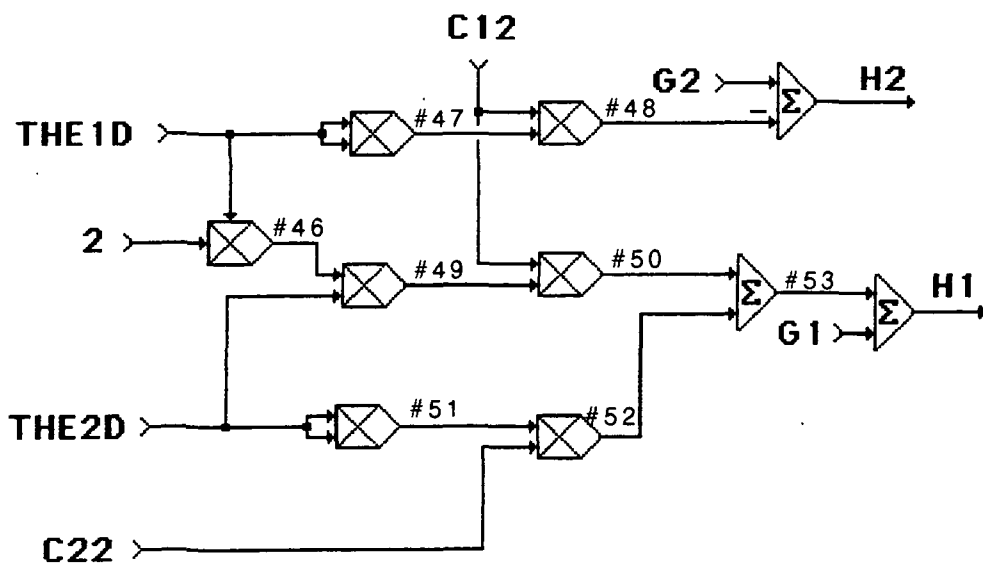 C12
G2
H2
Σ
−
#47
#48
THE1D
2
#46
#49
#50
#53
H1
Σ
Σ
G1
THE2D
#51
#52
C22